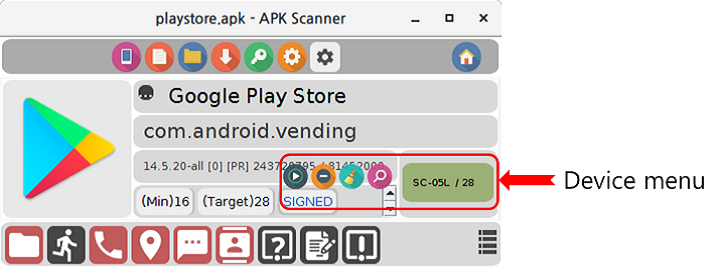 playstore.apk - APK Scanner
Google Play Store
com.android.vending
14.5.20-all [0] [PR] 243720795 / 81452000
SC-05L / 28
Device menu
(Min)16
(Target)28
SIGNED